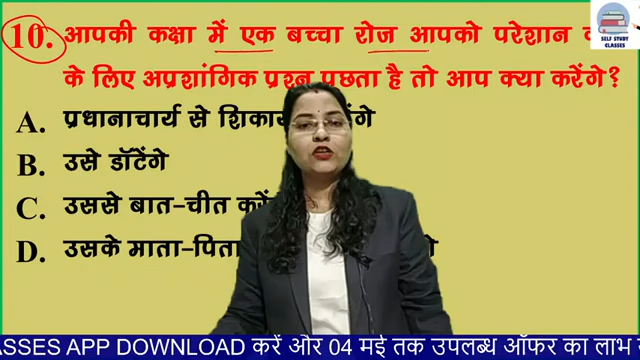 10. आपकी कक्षा में एक बच्चा रोज आपको परेशान
के लिए अप्रशांगिक प्रश्न पूछता है तो आप क्या करेंगे?
A. प्रधानाचार्य से
B. उसे डाँटेंगे
C. उससे बात-चीत
D. उसके माता-पिता
SELF STUDY
CLASSES
ASSES APP DOWNLOAD करें और 04 मई तक उपलब्ध ऑफर का लाभ